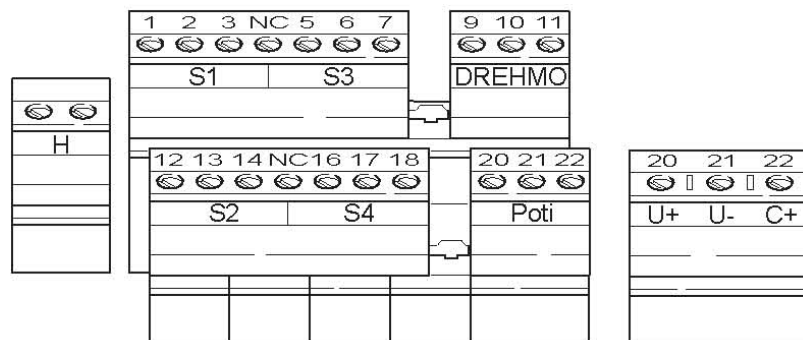 1 2 3 NC 5 6 7
9 10 11
S1 S3
DREHMO
H
12 13 14 NC 16 17 18
20 21 22
20 21 22
S2 S4
Poti
U+ U- C+